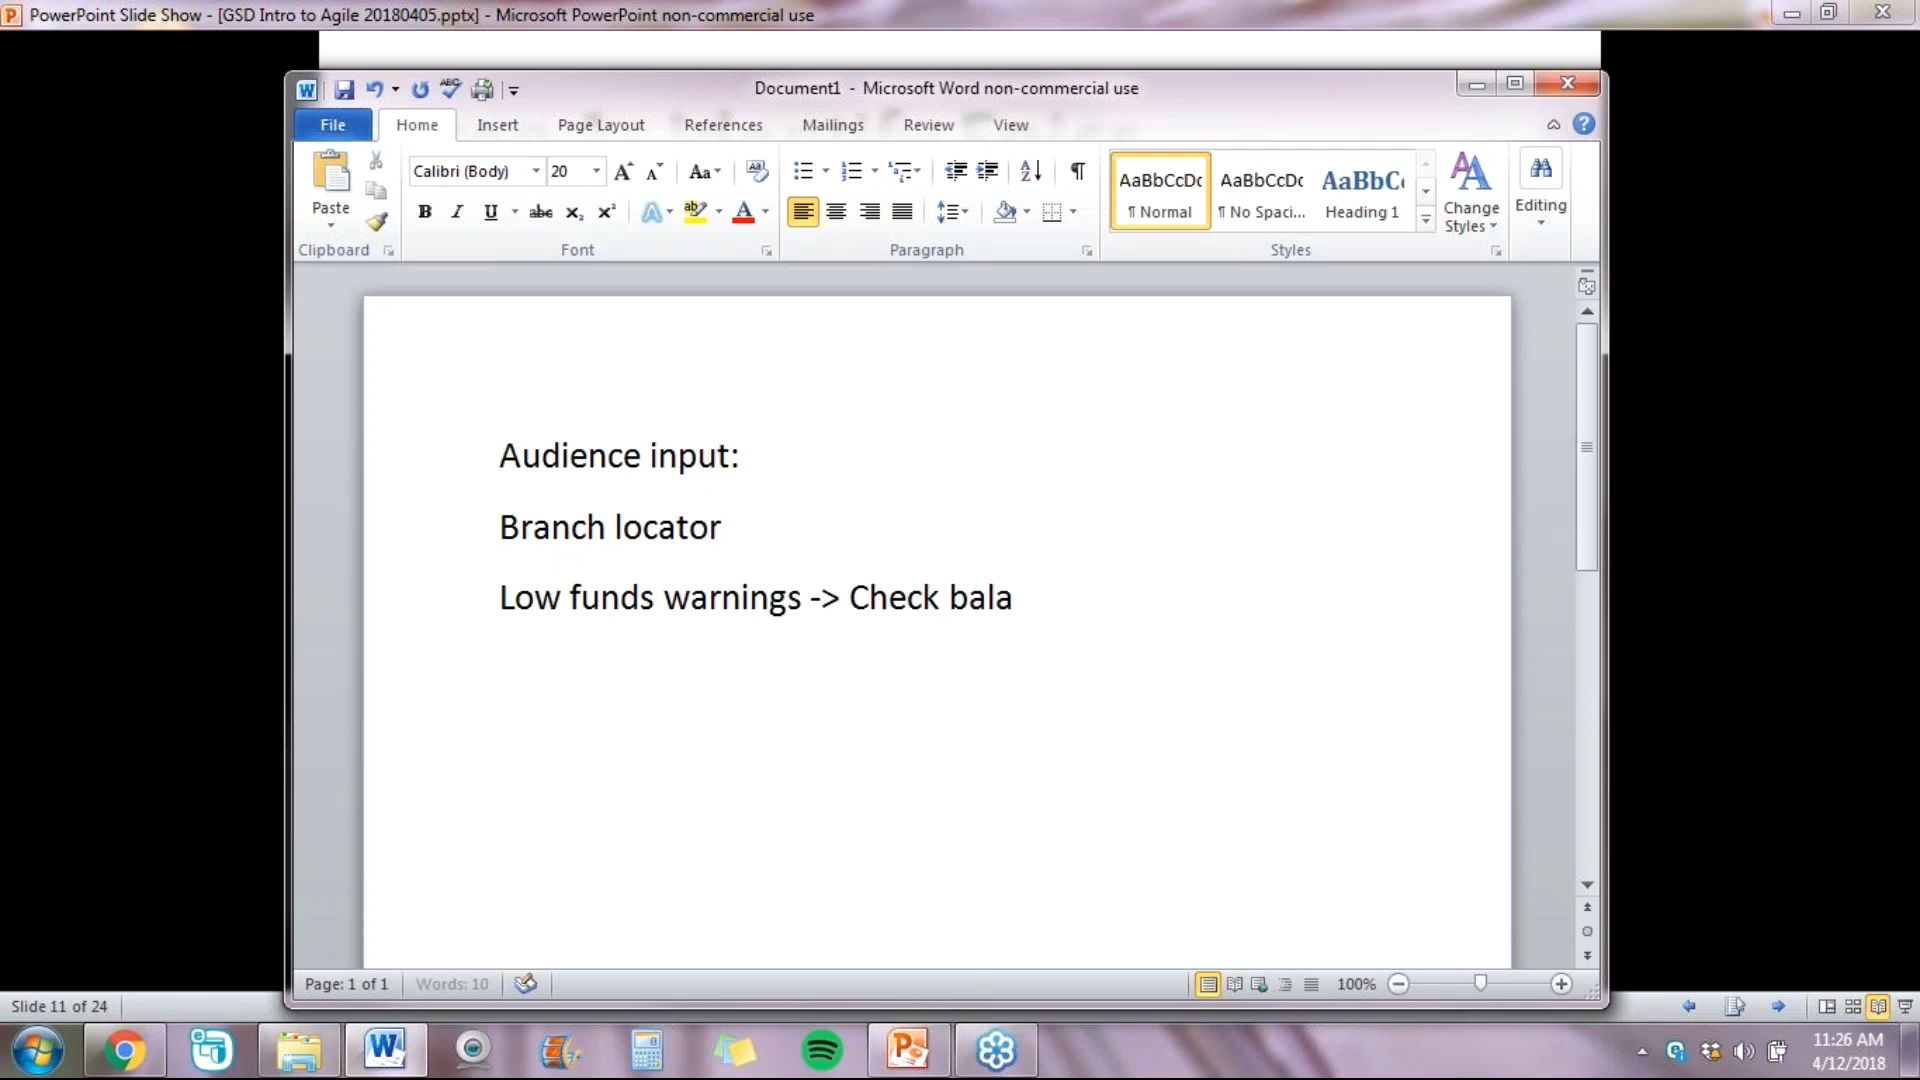 PowerPoint Slide Show - [GSD Intro to Agile 20180405.pptx] - Microsoft PowerPoint non-commercial use
Document1 - Microsoft Word non-commercial use
File Home Insert Page Layout References Mailings Review View
Calibri (Body) 20
Paste
AaBbCcDc AaBbCcDc AaBbC
¶ Normal ¶ No Spaci... Heading 1
Change Styles
Editing
Clipboard Font Paragraph Styles
Audience input:
Branch locator
Low funds warnings -> Check bala
Page: 1 of 1 Words: 10 100%
Slide 11 of 24
11:26 AM
4/12/2018